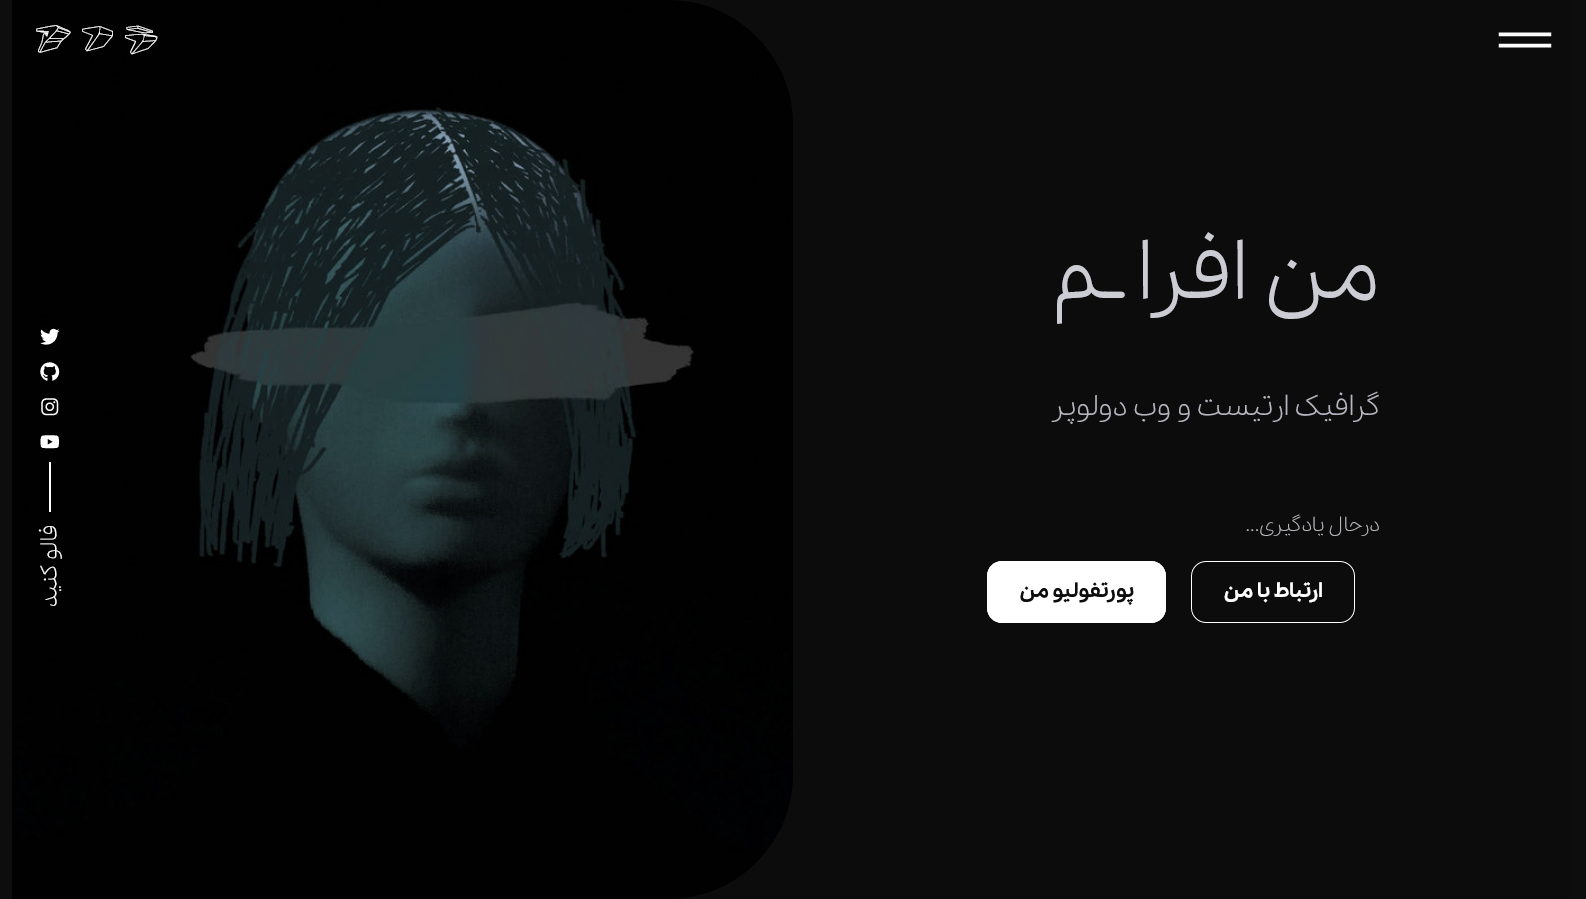 من افرا ـم
گرافیک ارتیست و وب دولوپر
درحال یادگیری...
ارتباط با من
پورتفولیو من
فالو کنید